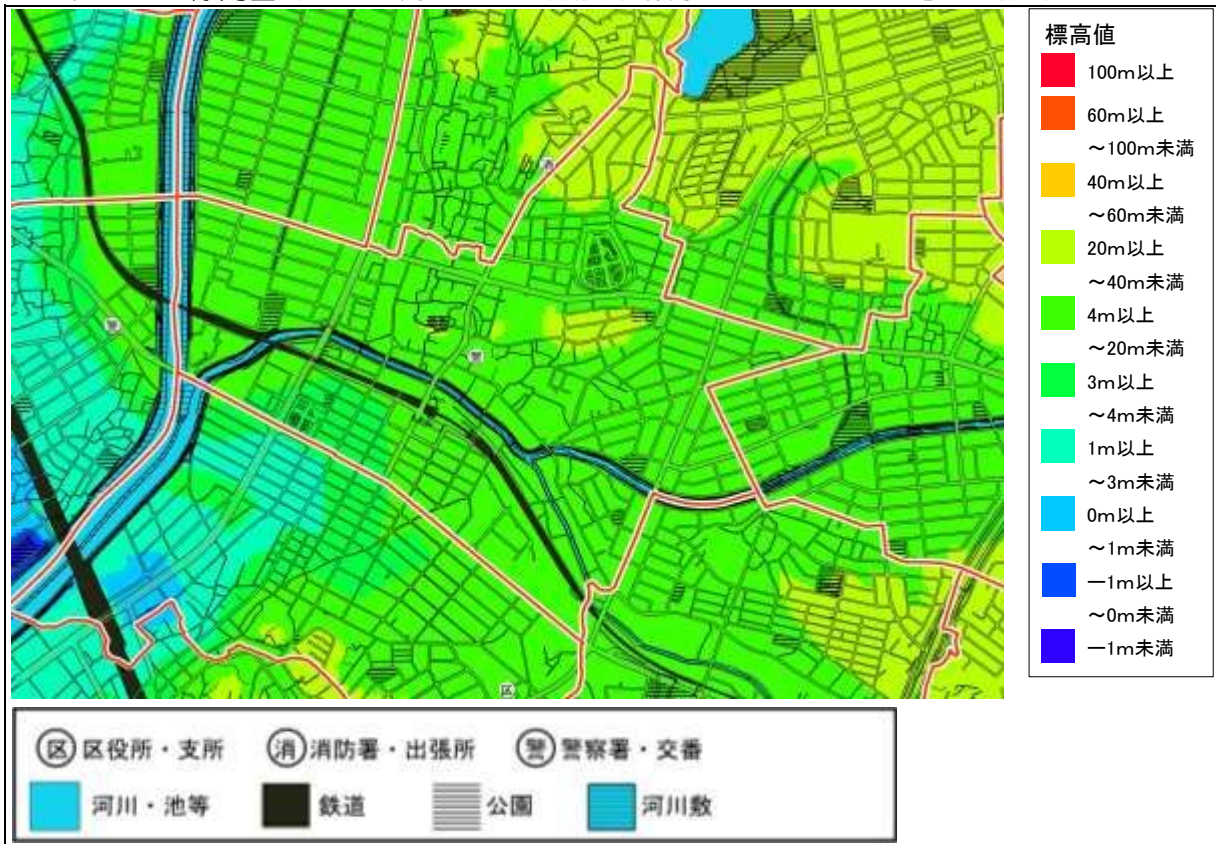 標高値
100m以上
60m以上
～100m未満
40m以上
～60m未満
20m以上
～40m未満
4m以上
～20m未満
3m以上
～4m未満
1m以上
～3m未満
0m以上
～1m未満
－1m以上
～0m未満
－1m未満
消
警
警
区
区 区役所・支所 消 消防署・出張所 警 警察署・交番
河川・池等 鉄道 公園 河川敷